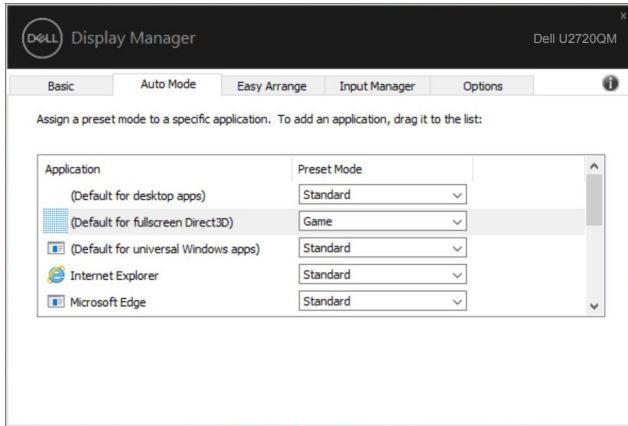 x
DELL Display Manager
Dell U2720QM
Basic Auto Mode Easy Arrange Input Manager Options
Assign a preset mode to a specific application. To add an application, drag it to the list:
Application Preset Mode
(Default for desktop apps) Standard
(Default for fullscreen Direct3D) Game
(Default for universal Windows apps) Standard
Internet Explorer Standard
Microsoft Edge Standard